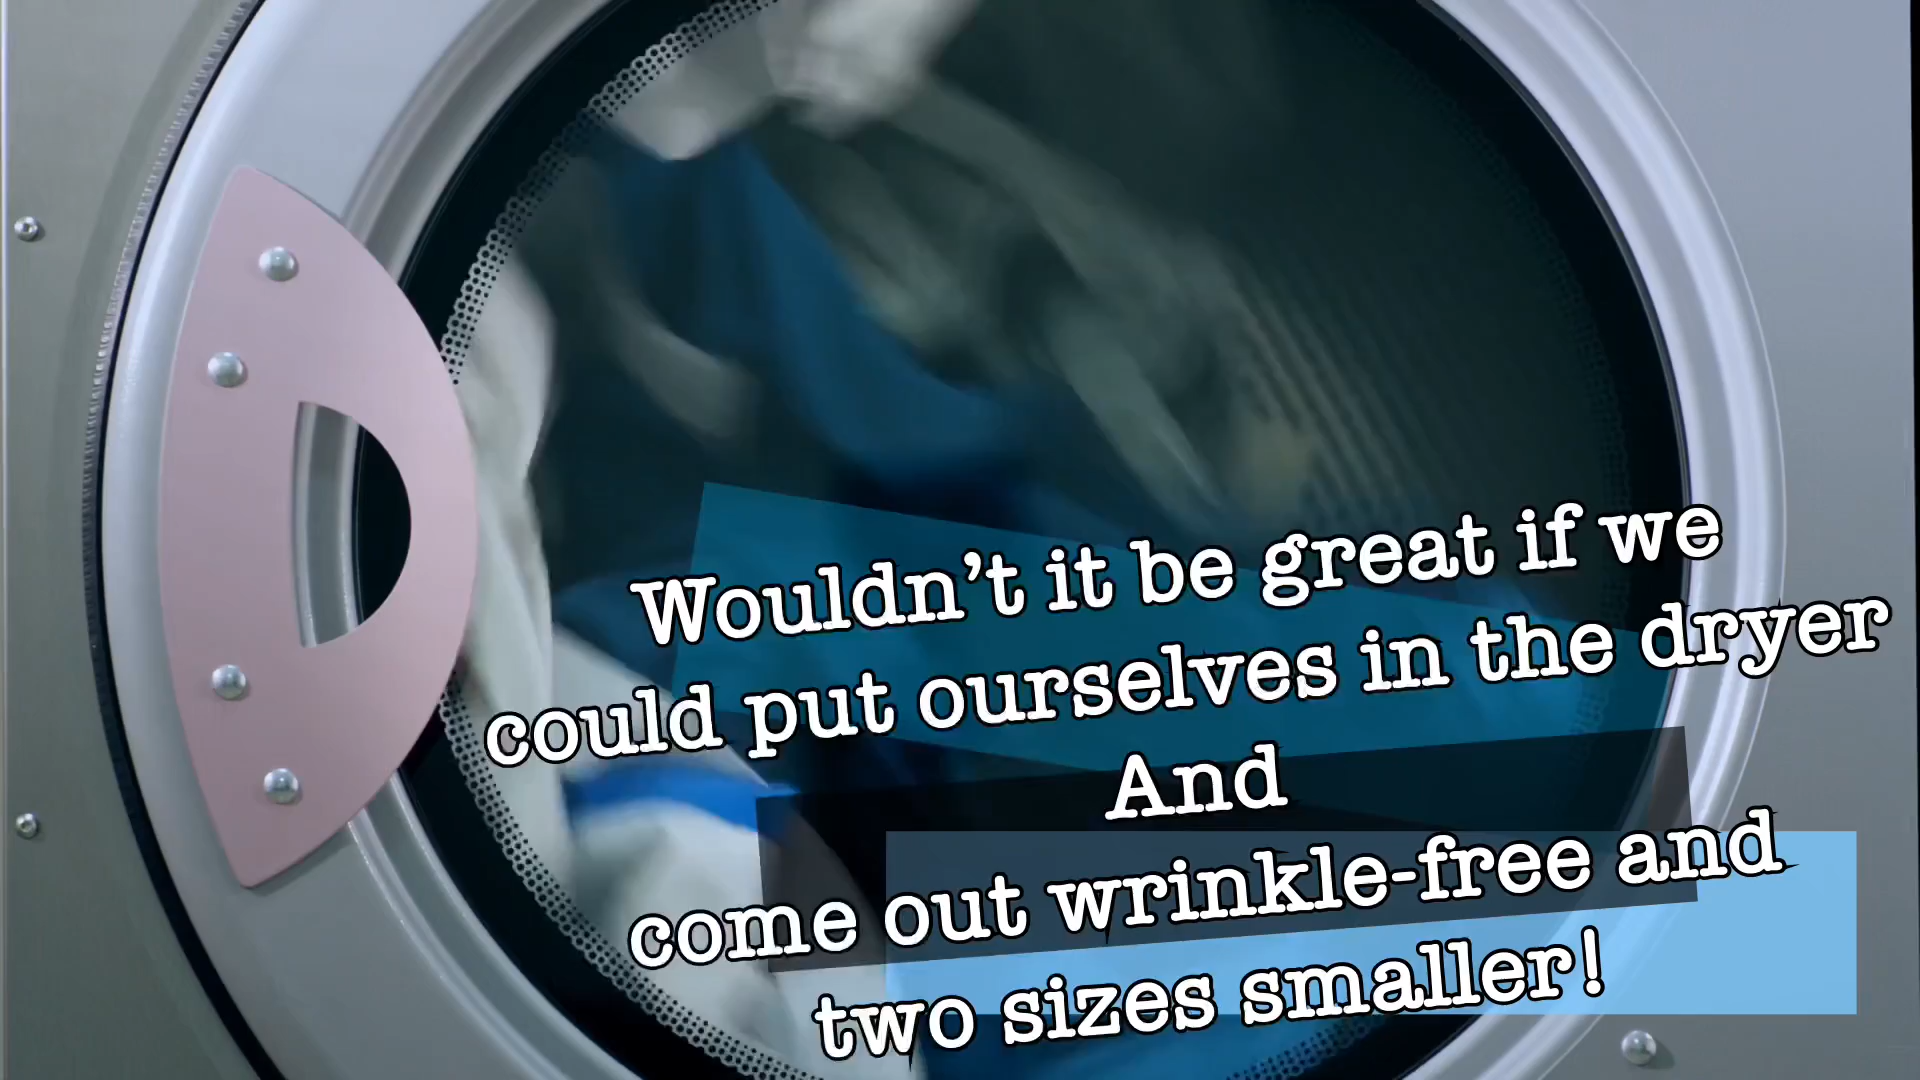 Wouldn't it be great if we
could put ourselves in the dryer
And
come out wrinkle-free and
two sizes smaller!